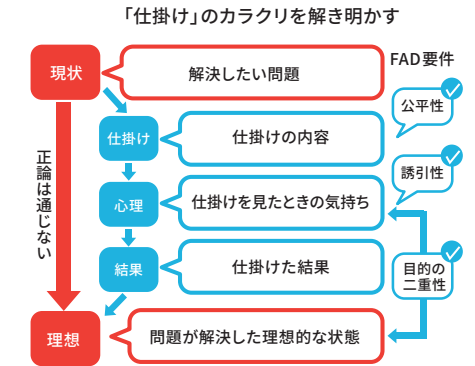 「仕掛け」のカラクリを解き明かす
FAD要件
現状
解決したい問題
公平性
仕掛け
仕掛けの内容
誘引性
正論は通じない
心理
仕掛けを見たときの気持ち
結果
仕掛けた結果
目的の
二重性
理想
問題が解決した理想的な状態